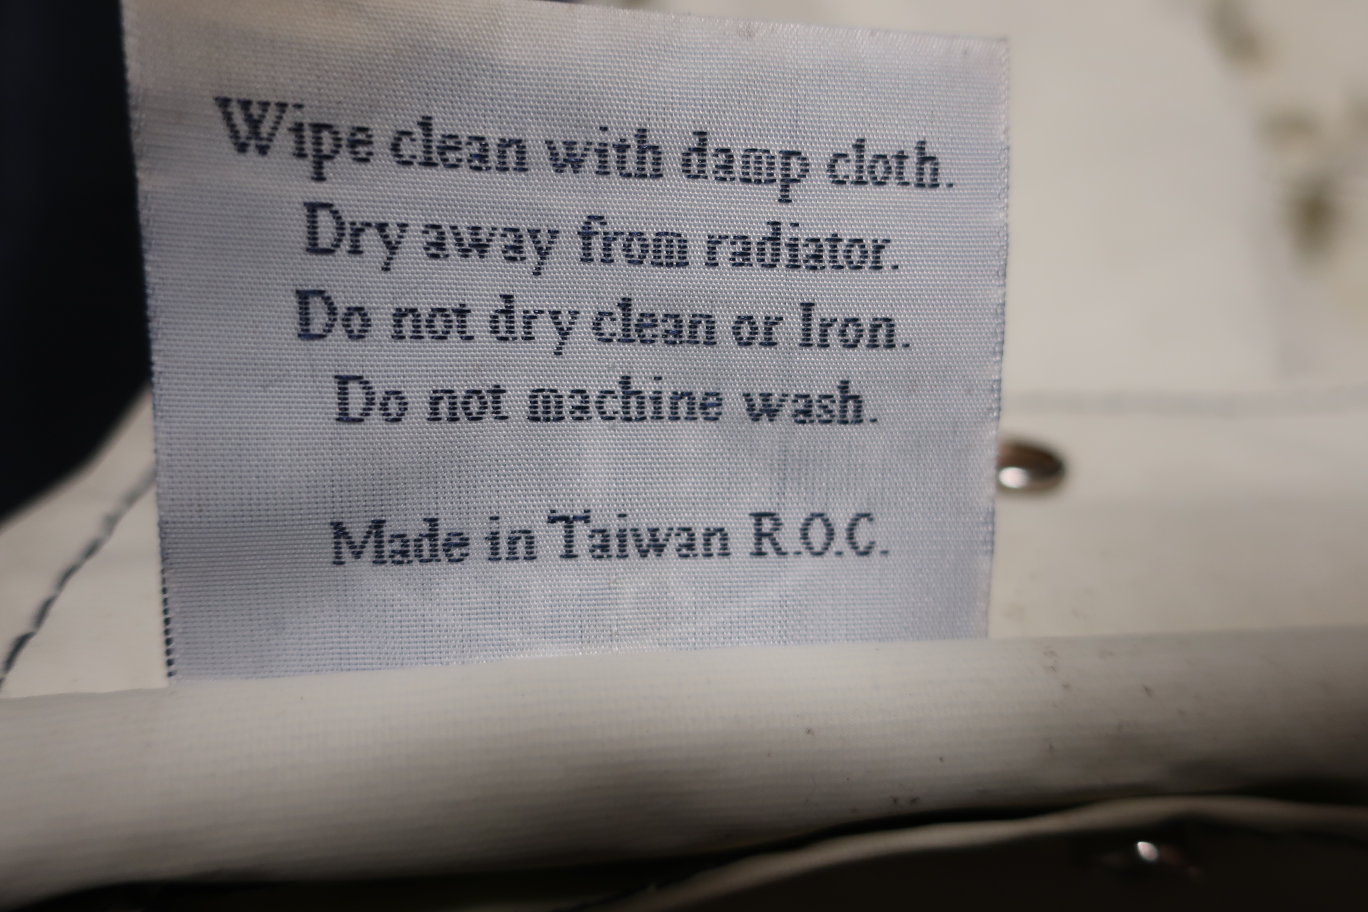 Wipe clean with damp cloth.
Dry away from radiator.
Do not dry clean or Iron.
Do not machine wash.
Made in Taiwan R.O.C.